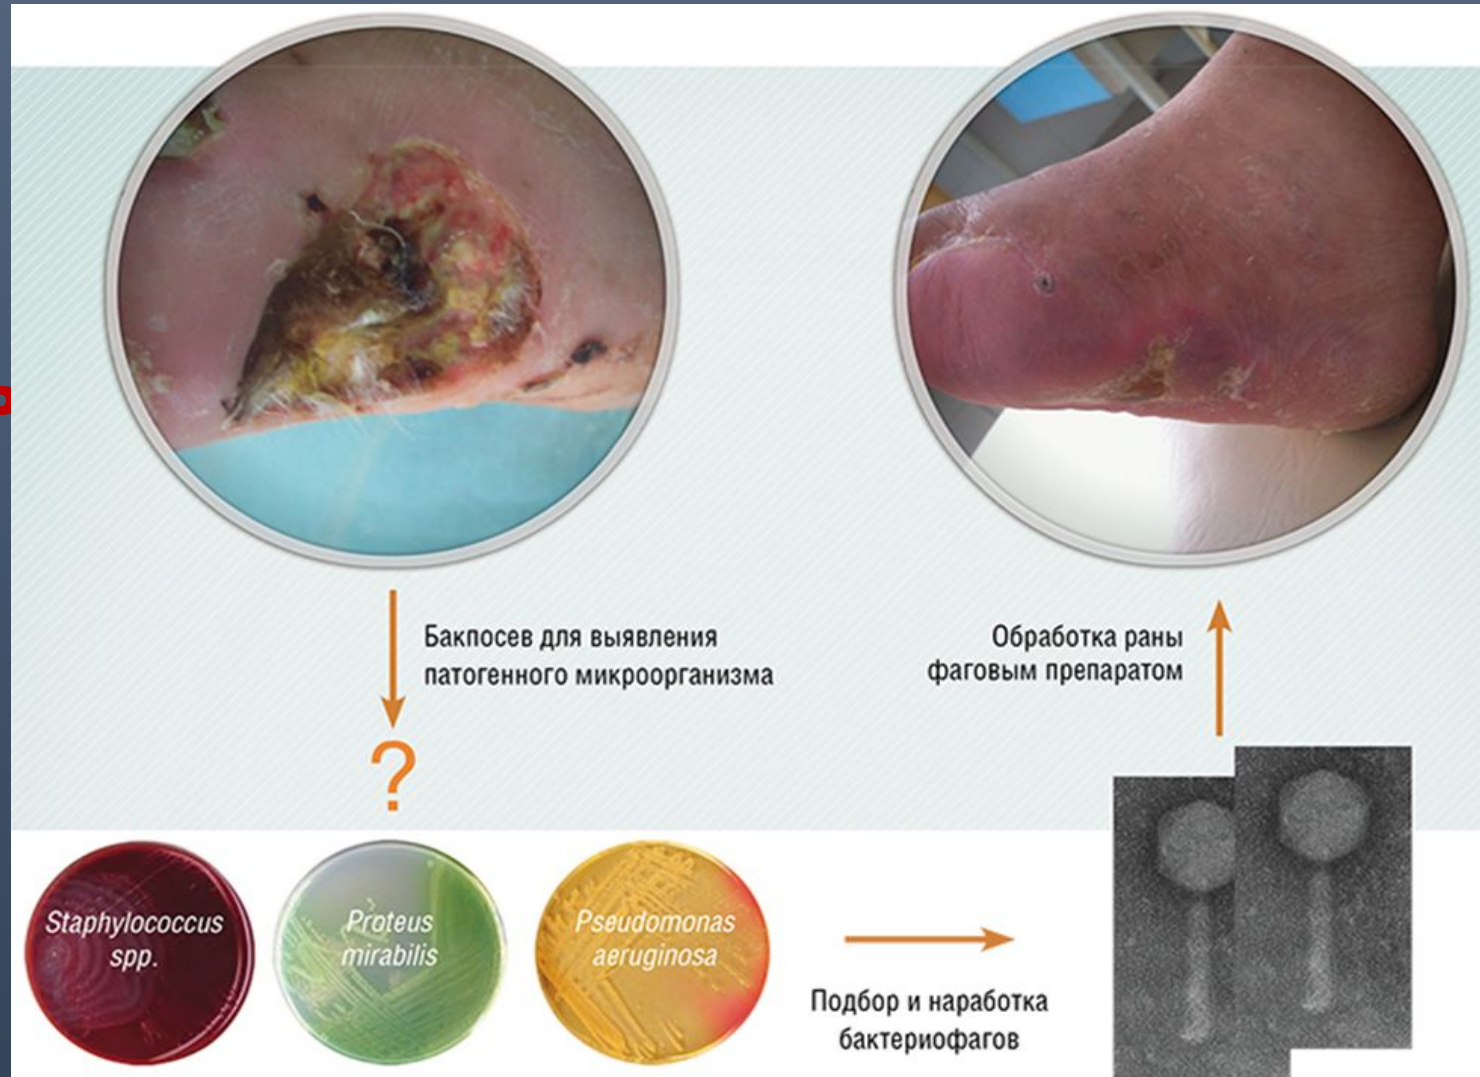 Бакпосев для выявления
патогенного микроорганизма
Обработка раны
фаговым препаратом
?
Staphylococcus
spp.
Proteus
mirabilis
Pseudomonas
aeruginosa
Подбор и наработка
бактериофагов